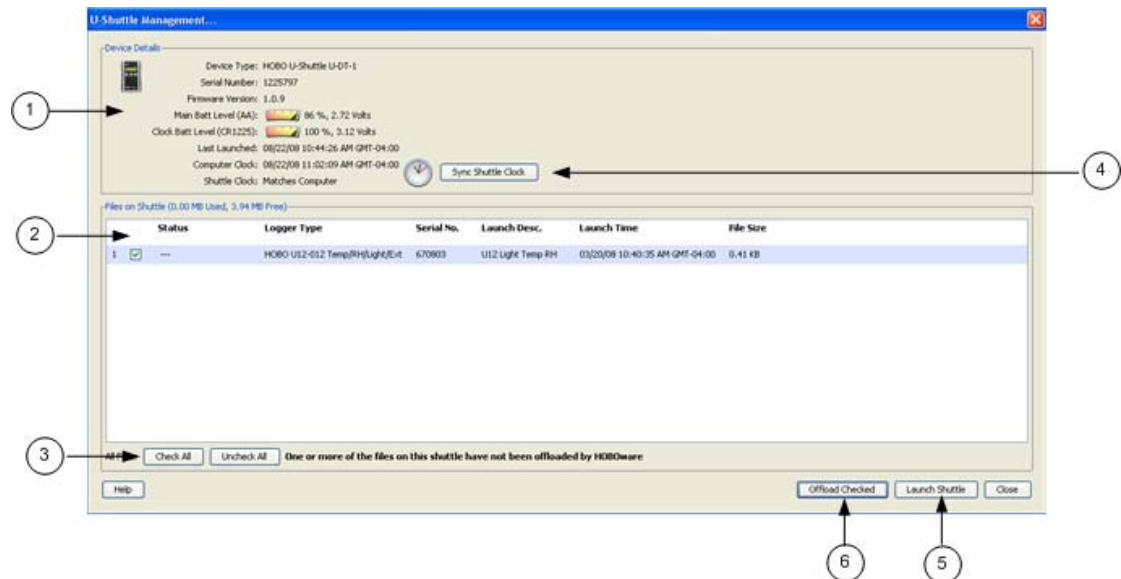 U-Shuttle Management...
Device Details
Device Type: HOBO U-Shuttle U-DT-1
Serial Number: 1225797
Firmware Version: 1.0.9
Main Batt Level (AA): 86 %, 2.72 Volts
Clock Batt Level (CR1225): 100 %, 3.12 Volts
Last Launched: 08/22/08 10:44:26 AM GMT-04:00
Computer Clock: 08/22/08 11:02:09 AM GMT-04:00
Shuttle Clock: Matches Computer
Sync Shuttle Clock
1
4
Files on Shuttle (0.00 MB Used, 3.94 MB Free)
2
Status Logger Type Serial No. Launch Desc. Launch Time File Size
1 --- HOBO U12-012 Temp/RH/Light/Ext 670803 U12 Light Temp RH 03/20/08 10:40:35 AM GMT-04:00 0.41 KB
3
All Check All Uncheck All One or more of the files on this shuttle have not been offloaded by HOBOware
Help Offload Checked Launch Shuttle Close
6 5